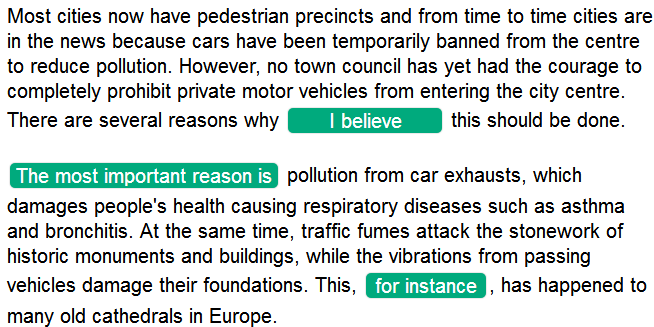 Most cities now have pedestrian precincts and from time to time cities are
in the news because cars have been temporarily banned from the centre
to reduce pollution. However, no town council has yet had the courage to
completely prohibit private motor vehicles from entering the city centre.
There are several reasons why I believe this should be done.
The most important reason is pollution from car exhausts, which
damages people's health causing respiratory diseases such as asthma
and bronchitis. At the same time, traffic fumes attack the stonework of
historic monuments and buildings, while the vibrations from passing
vehicles damage their foundations. This, for instance, has happened to
many old cathedrals in Europe.